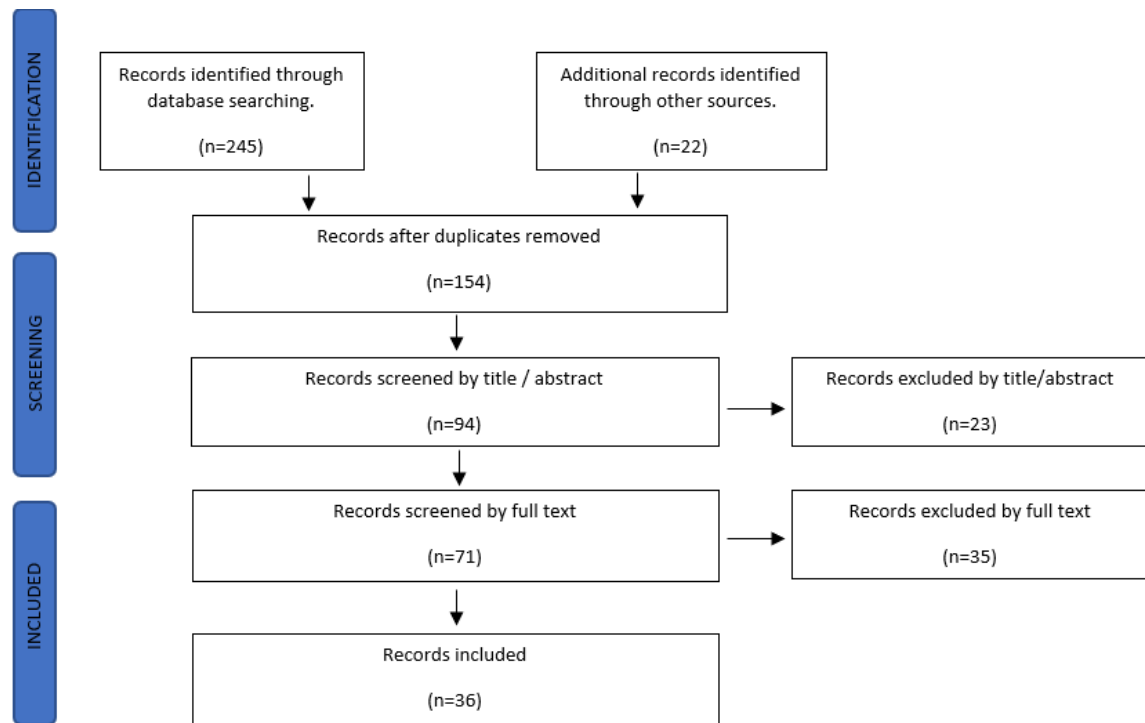 IDENTIFICATION
Records identified through
database searching.
(n=245)
Additional records identified
through other sources.
(n=22)
Records after duplicates removed
(n=154)
SCREENING
Records screened by title / abstract
(n=94)
Records excluded by title/abstract
(n=23)
Records screened by full text
(n=71)
Records excluded by full text
(n=35)
INCLUDED
Records included
(n=36)